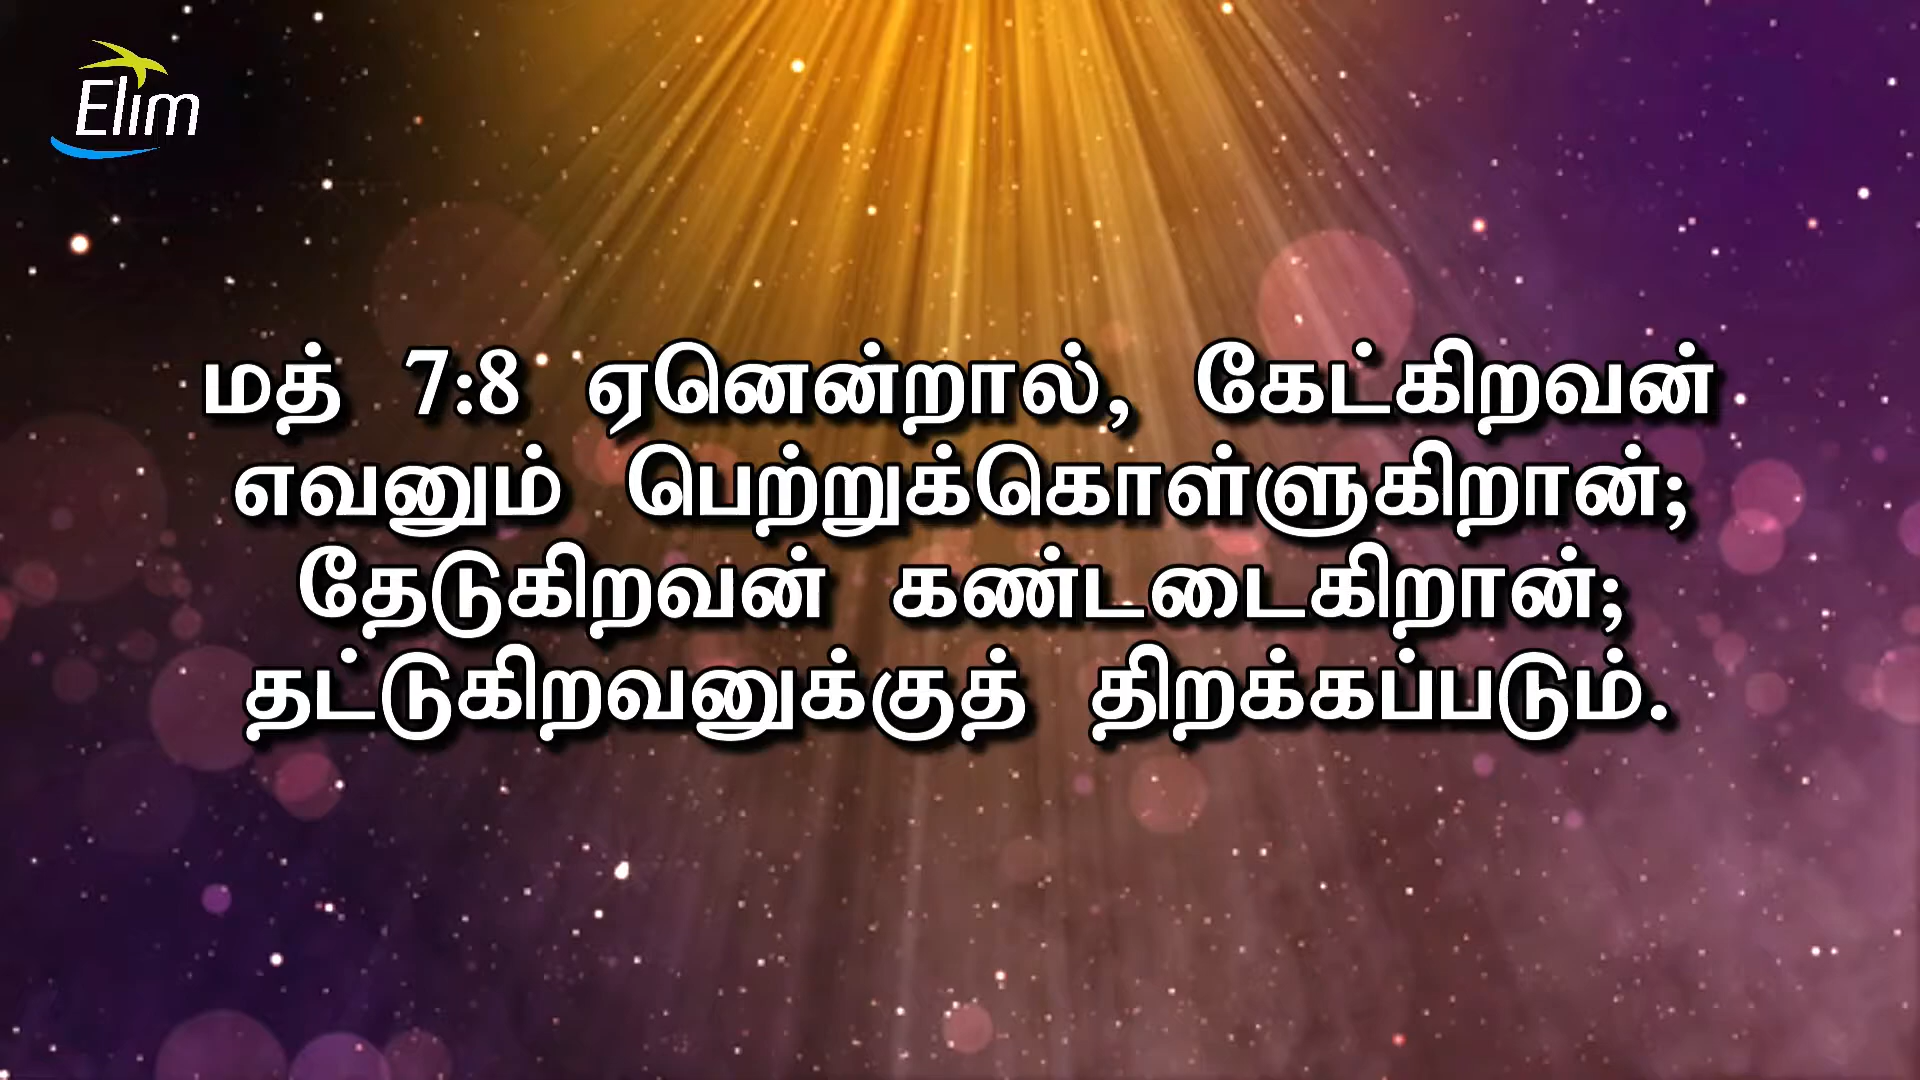 Elim
மத் 7:8 ஏனென்றால், கேட்கிறவன்
எவனும் பெற்றுக்கொள்ளுகிறான்;
தேடுகிறவன் கண்டடைகிறான்;
தட்டுகிறவனுக்குத் திறக்கப்படும்.